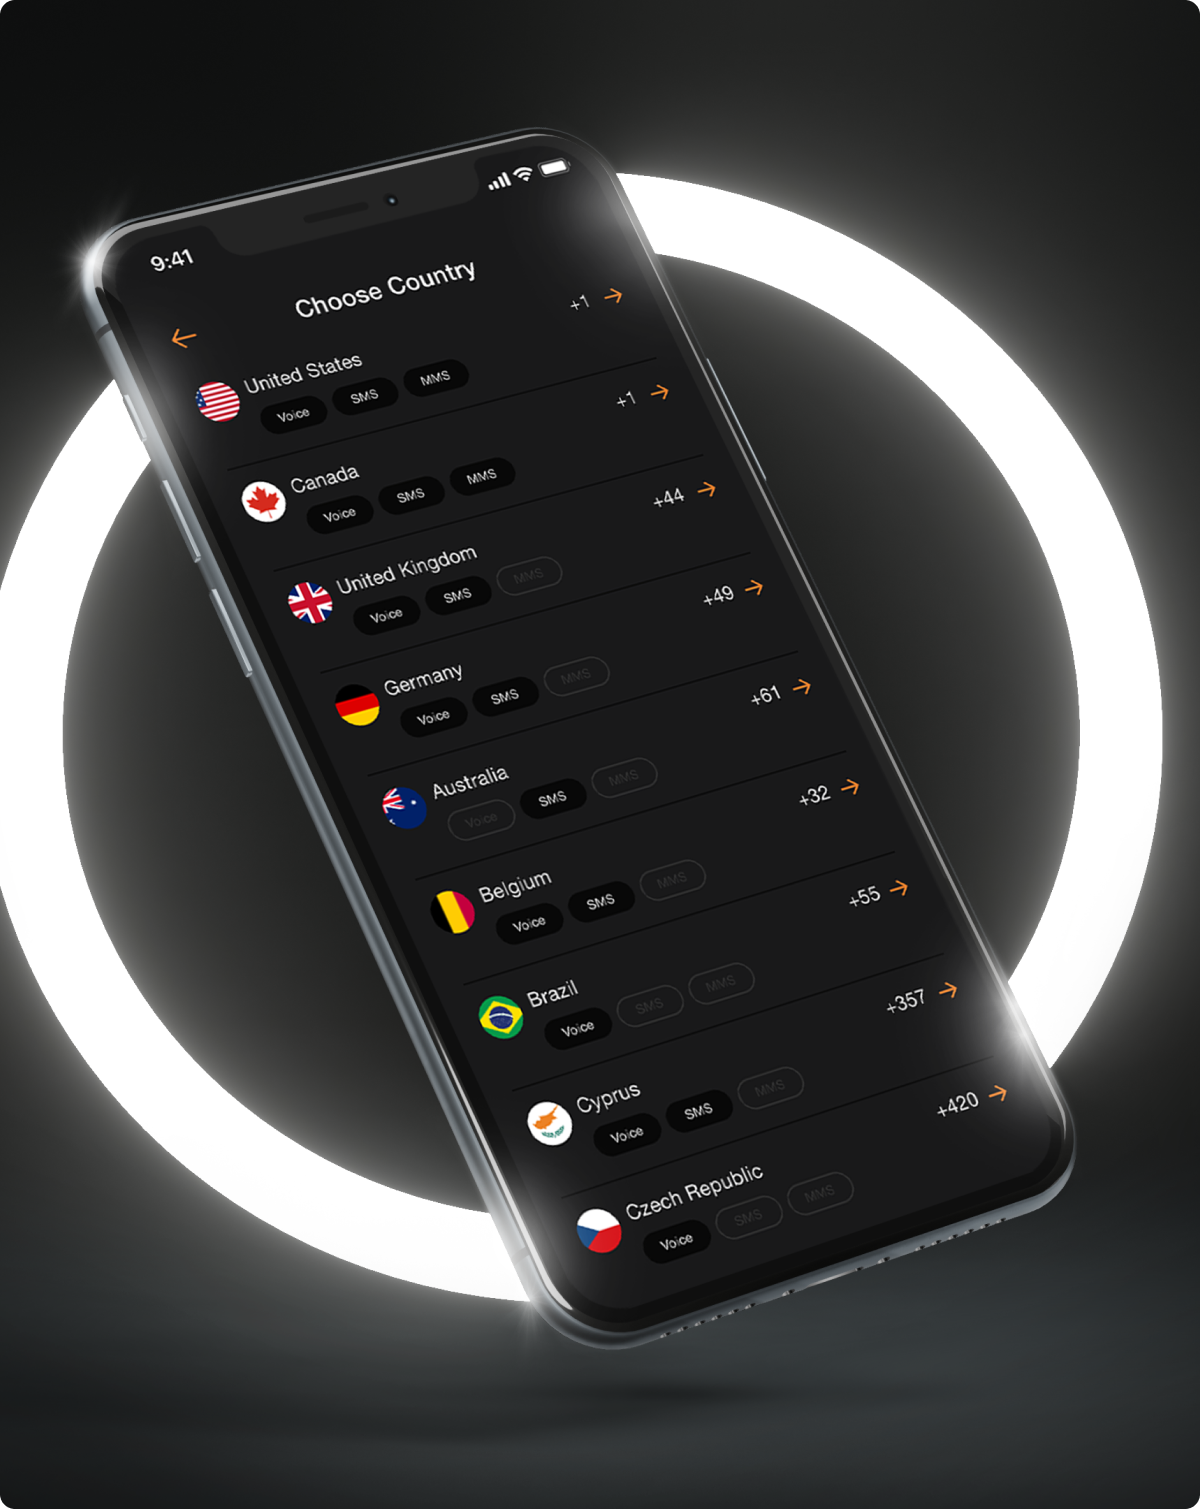 9:41
Choose Country
United States
+1
Voice SMS MMS
Canada
+1
Voice SMS MMS
United Kingdom
+44
Voice SMS MMS
Germany
+49
Voice SMS MMS
Australia
+61
Voice SMS MMS
Belgium
+32
Voice SMS MMS
Brazil
+55
Voice SMS MMS
Cyprus
+357
Voice SMS MMS
Czech Republic
+420
Voice SMS MMS